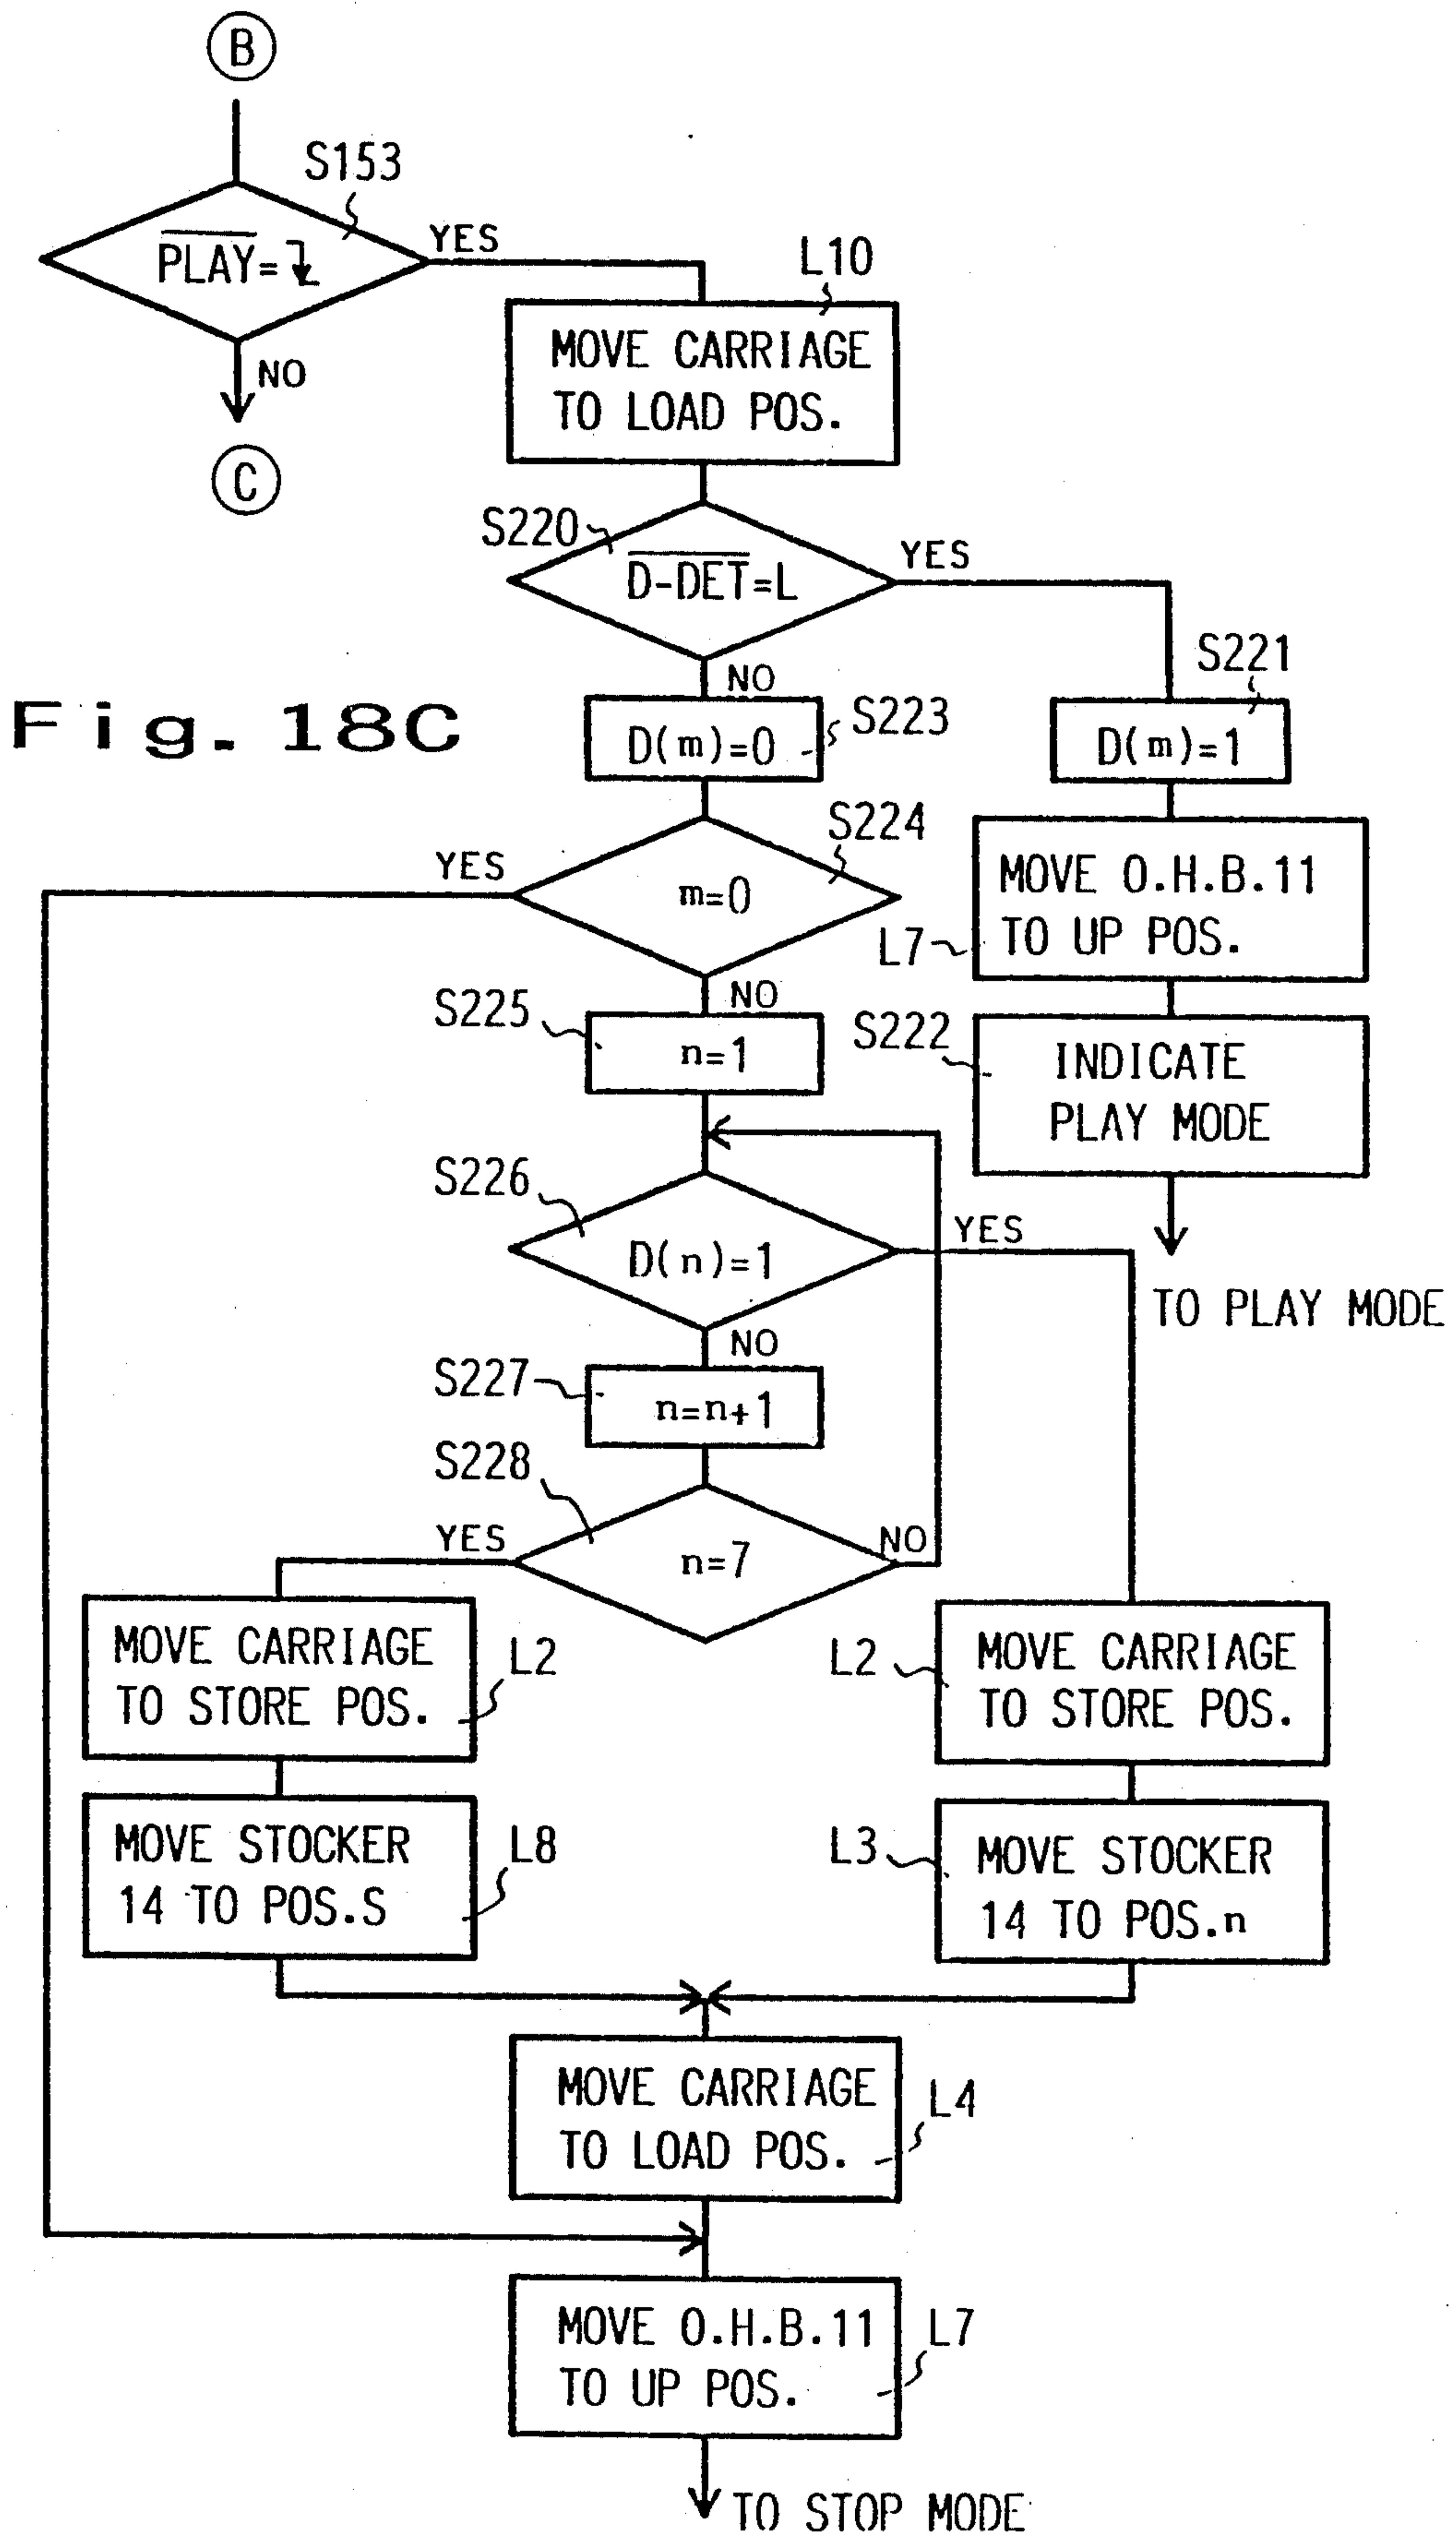 B
S153
PLAY=
YES
NO
C
L10
MOVE CARRIAGE
TO LOAD POS.
S220
D-DET=L
YES
NO
Fig. 18C
S223
D(m)=0
S221
D(m)=1
S224
m=0
YES
NO
L7
MOVE O.H.B.11
TO UP POS.
S222
INDICATE
PLAY MODE
TO PLAY MODE
S225
n=1
S226
D(n)=1
YES
NO
S227
n=n+1
S228
n=7
YES
NO
MOVE CARRIAGE
TO STORE POS.
L2
L2
MOVE CARRIAGE
TO STORE POS.
MOVE STOCKER
14 TO POS.S
L8
L3
MOVE STOCKER
14 TO POS.n
MOVE CARRIAGE
TO LOAD POS.
L4
MOVE O.H.B.11
TO UP POS.
L7
TO STOP MODE